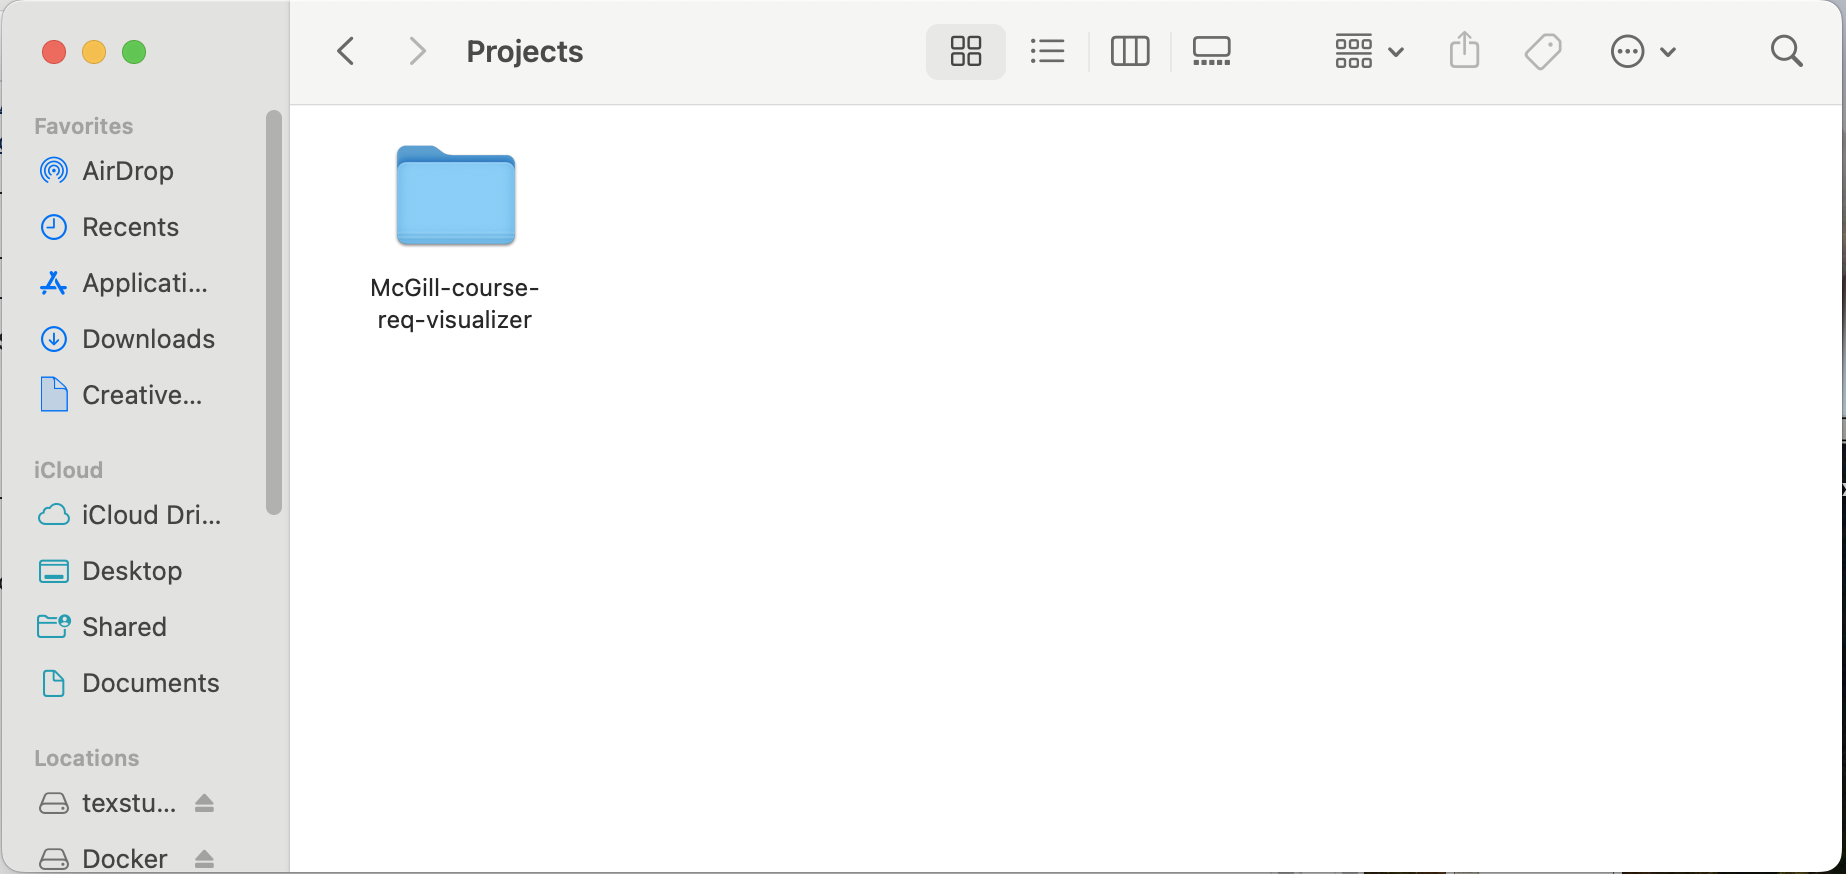 Projects
Favorites
AirDrop
Recents
Applicati...
Downloads
Creative...
iCloud
iCloud Dri...
Desktop
Shared
Documents
Locations
texstu...
Docker
McGill-course-
req-visualizer